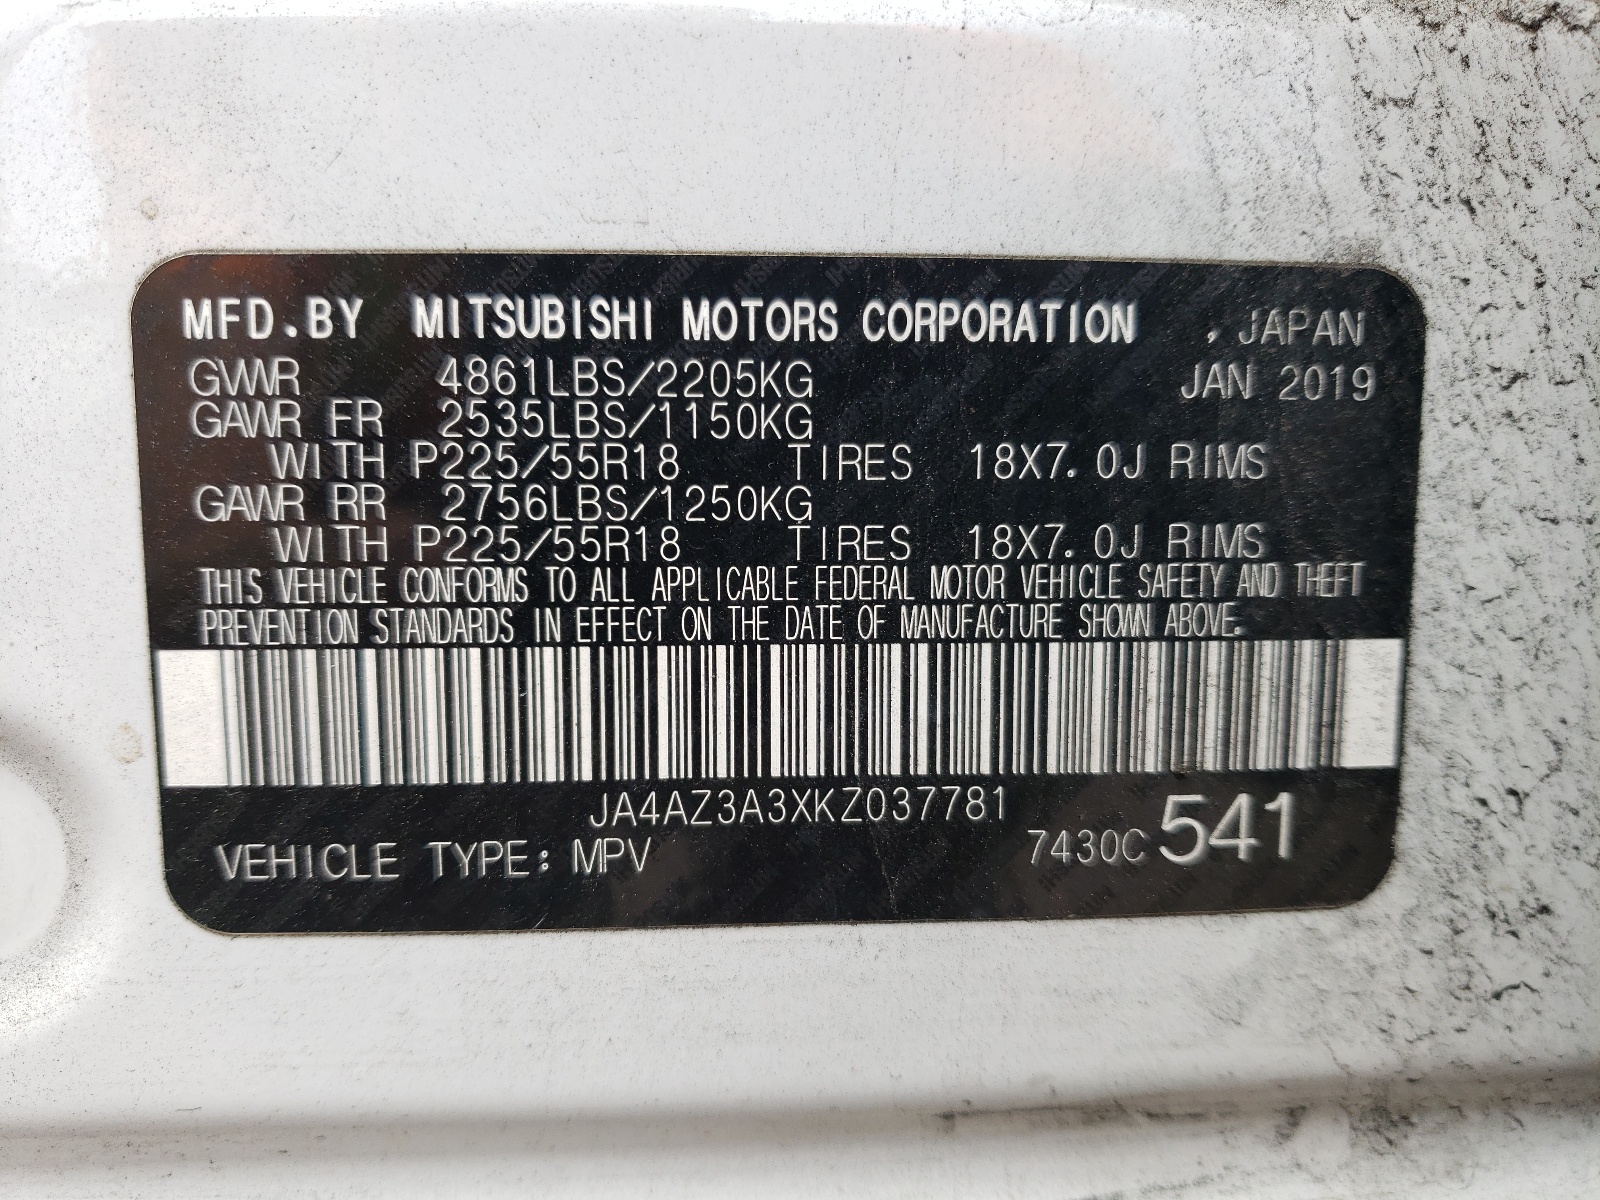 MFD.BY MITSUBISHI MOTORS CORPORATION , JAPAN
GVWR 4861LBS/2205KG JAN 2019
GAWR FR 2535LBS/1150KG
WITH P225/55R18 TIRES 18X7.0J RIMS
GAWR RR 2756LBS/1250KG
WITH P225/55R18 TIRES 18X7.0J RIMS
THIS VEHICLE CONFORMS TO ALL APPLICABLE FEDERAL MOTOR VEHICLE SAFETY AND THEFT
PREVENTION STANDARDS IN EFFECT ON THE DATE OF MANUFACTURE SHOWN ABOVE.
JA4AZ3A3XKZ037781
VEHICLE TYPE: MPV 7430C 541